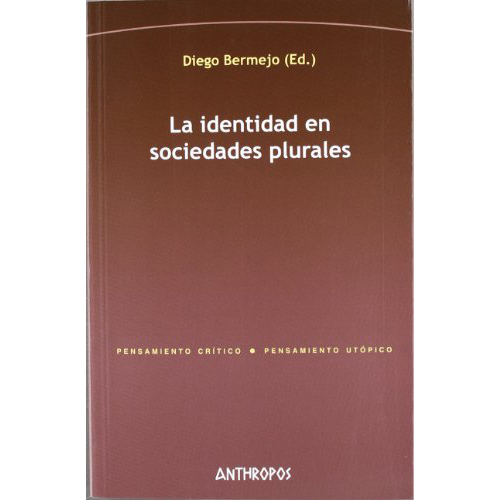 Diego Bermejo (Ed.)
La identidad en
sociedades plurales
PENSAMIENTO CRÍTICO ● PENSAMIENTO UTÓPICO
ANTHROPOS